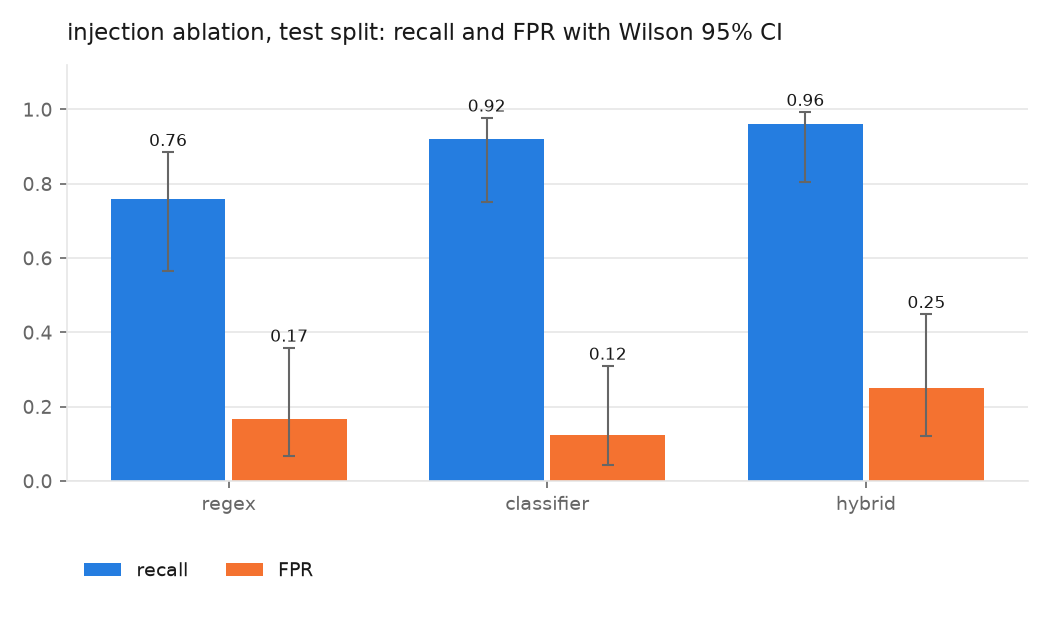 injection ablation, test split: recall and FPR with Wilson 95% CI
1.0
0.8
0.6
0.4
0.2
0.0
0.76
0.17
0.92
0.12
0.96
0.25
regex
classifier
hybrid
recall
FPR